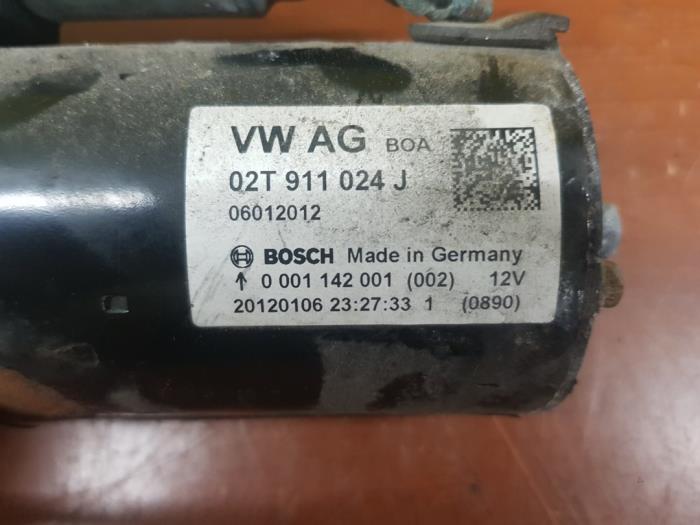 VW AG BOA
02T 911 024 J
06012012
BOSCH Made in Germany
↑ 0 001 142 001 (002) 12V
20120106 23:27:33 1 (0890)